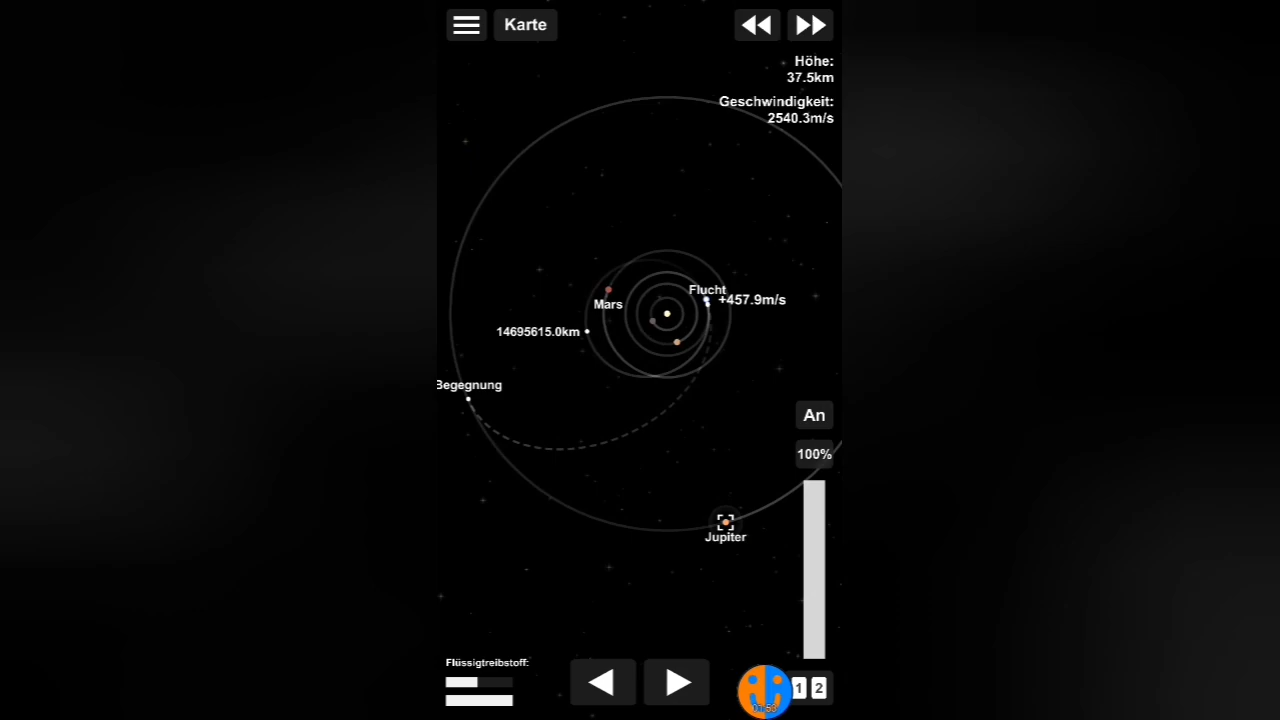 Karte
Höhe:
37.5km
Geschwindigkeit:
2540.3m/s
Flucht
+457.9m/s
Mars
14695615.0km
Begegnung
An
100%
Jupiter
Flüssigtreibstoff:
1 2